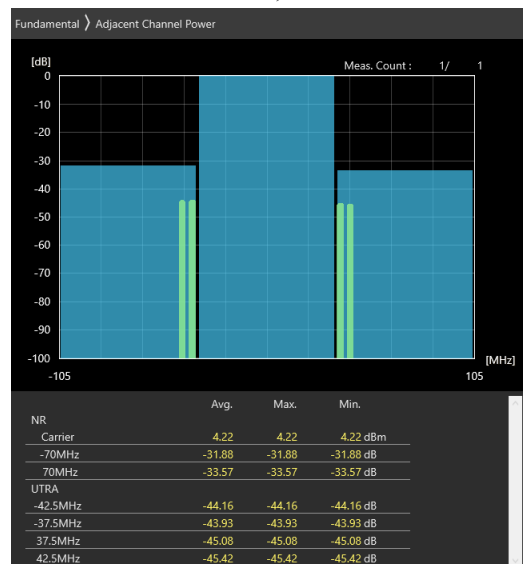 Fundamental 〉 Adjacent Channel Power
[dB]
Meas. Count : 1/ 1
0
-10
-20
-30
-40
-50
-60
-70
-80
-90
-100
[MHz]
-105 105
Avg. Max. Min.
NR
Carrier 4.22 4.22 4.22 dBm
-70MHz -31.88 -31.88 -31.88 dB
70MHz -33.57 -33.57 -33.57 dB
UTRA
-42.5MHz -44.16 -44.16 -44.16 dB
-37.5MHz -43.93 -43.93 -43.93 dB
37.5MHz -45.08 -45.08 -45.08 dB
42.5MHz -45.42 -45.42 -45.42 dB